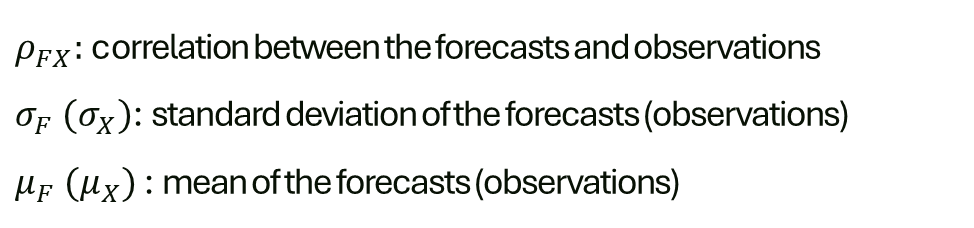 ρ_FX: correlation between the forecasts and observations
σ_F (σ_X): standard deviation of the forecasts (observations)
μ_F (μ_X) : mean of the forecasts (observations)